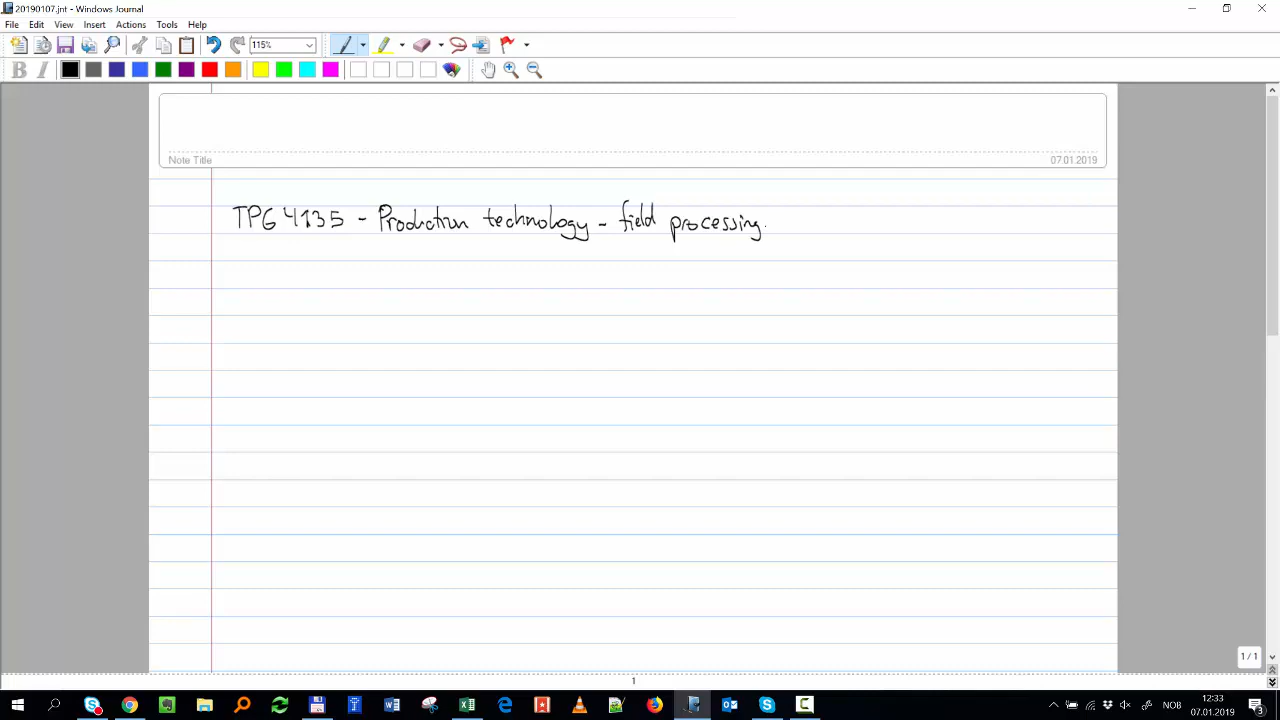 20190107.jnt - Windows Journal
File Edit View Insert Actions Tools Help
115%
B I
Note Title
07.01.2019
TPG 4135 - Production technology - field processing.
1 / 1
1
NOB
12:33
07.01.2019
3